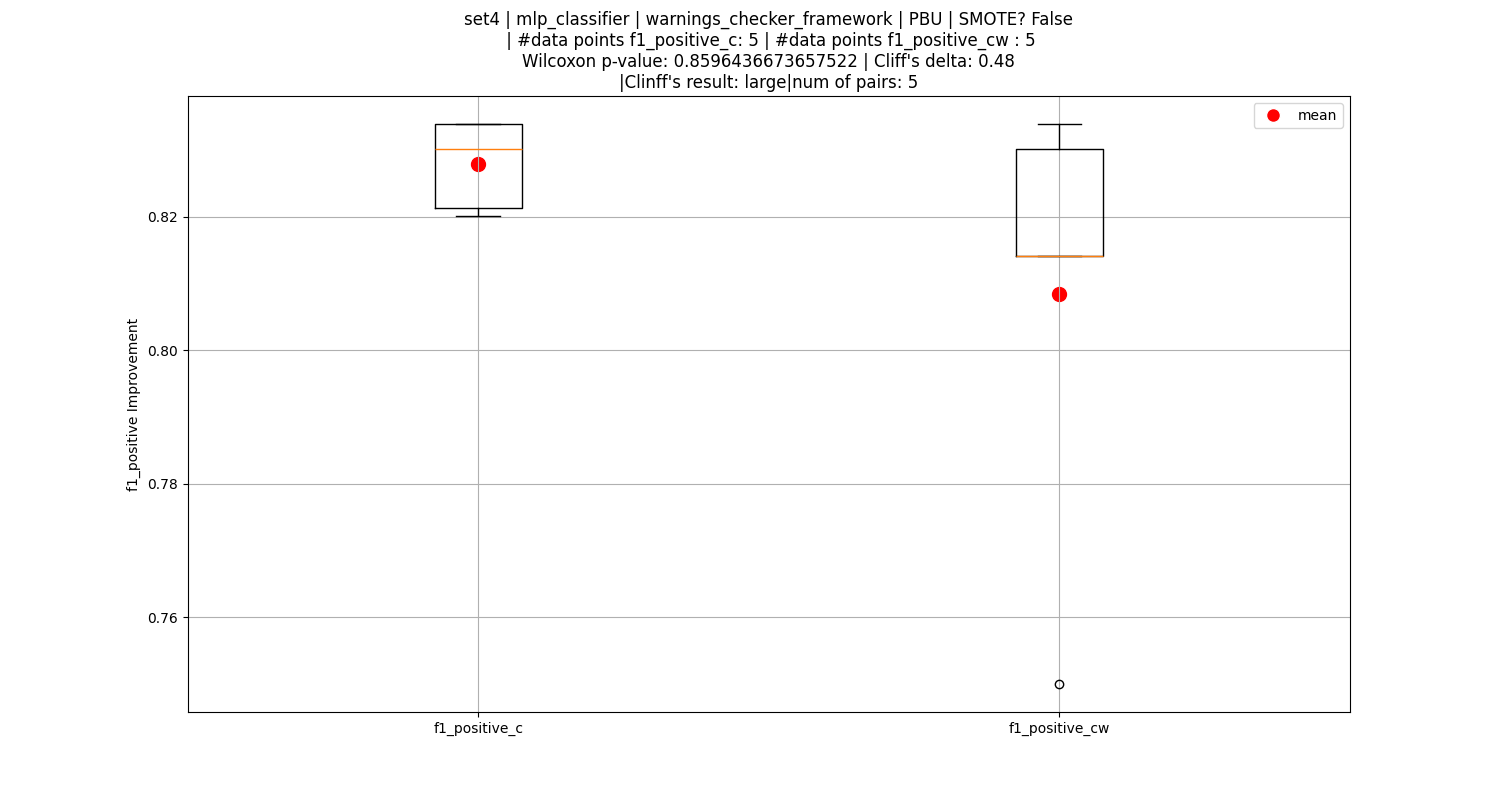 set4 | mlp_classifier | warnings_checker_framework | PBU | SMOTE? False
| #data points f1_positive_c: 5 | #data points f1_positive_cw : 5
Wilcoxon p-value: 0.8596436673657522 | Cliff's delta: 0.48
|Clinff's result: large|num of pairs: 5
mean
0.82
0.80
0.78
0.76
f1_positive Improvement
f1_positive_c
f1_positive_cw